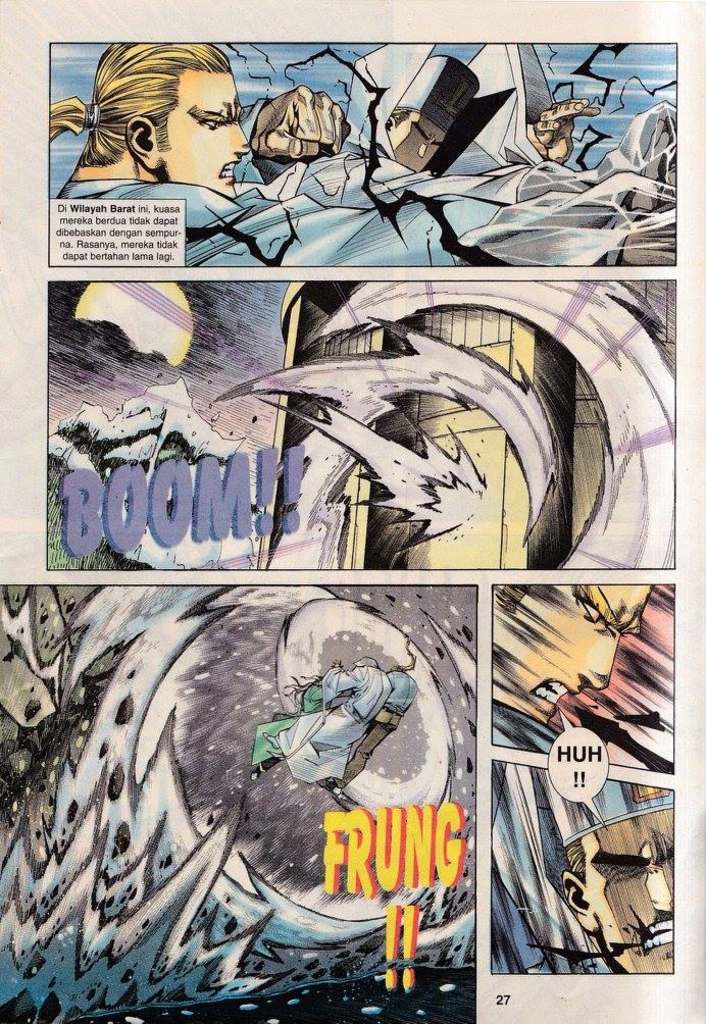 Di Wilayah Barat ini, kuasa
mereka berdua tidak dapat
dibebaskan dengan sempur-
na. Rasanya, mereka tidak
dapat bertahan lama lagi.
BOOM!!
FRUNG
!!
HUH
!!
27